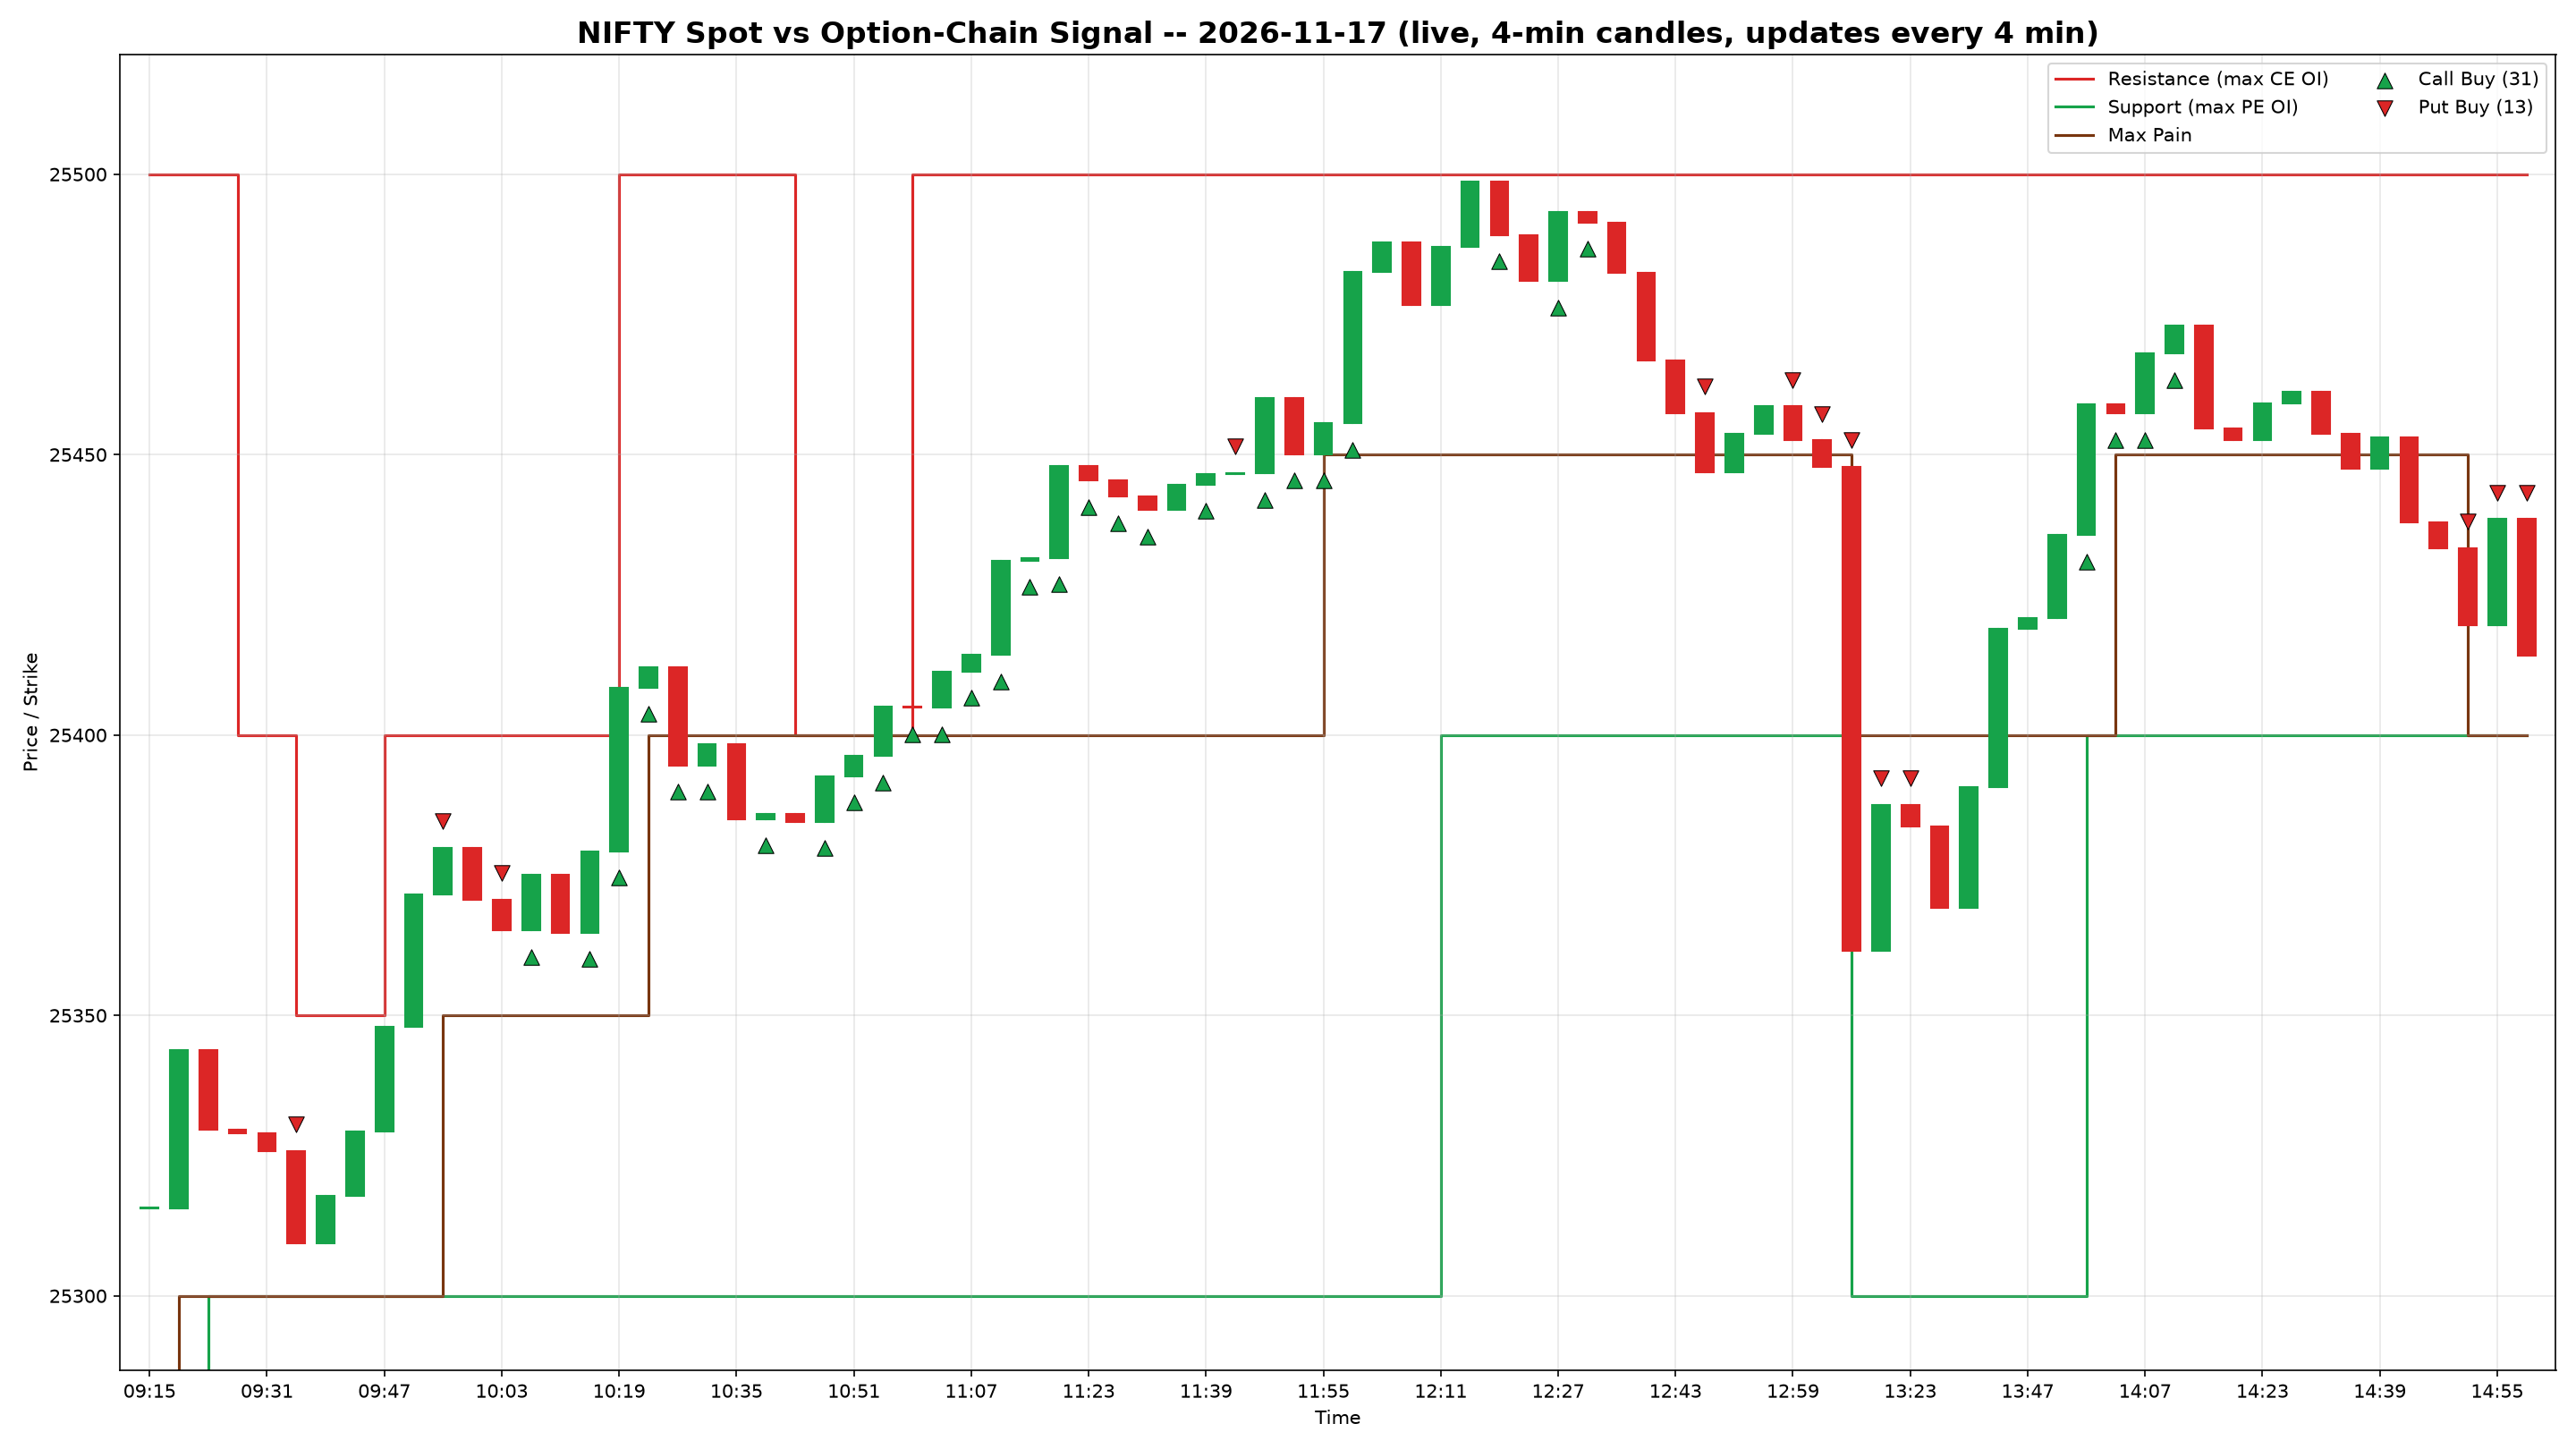 NIFTY Spot vs Option-Chain Signal -- 2026-11-17 (live, 4-min candles, updates every 4 min)
Resistance (max CE OI)
Support (max PE OI)
Max Pain
Call Buy (31)
Put Buy (13)
Price / Strike
25500
25450
25400
25350
25300
09:15 09:31 09:47 10:03 10:19 10:35 10:51 11:07 11:23 11:39 11:55 12:11 12:27 12:43 12:59 13:23 13:47 14:07 14:23 14:39 14:55
Time